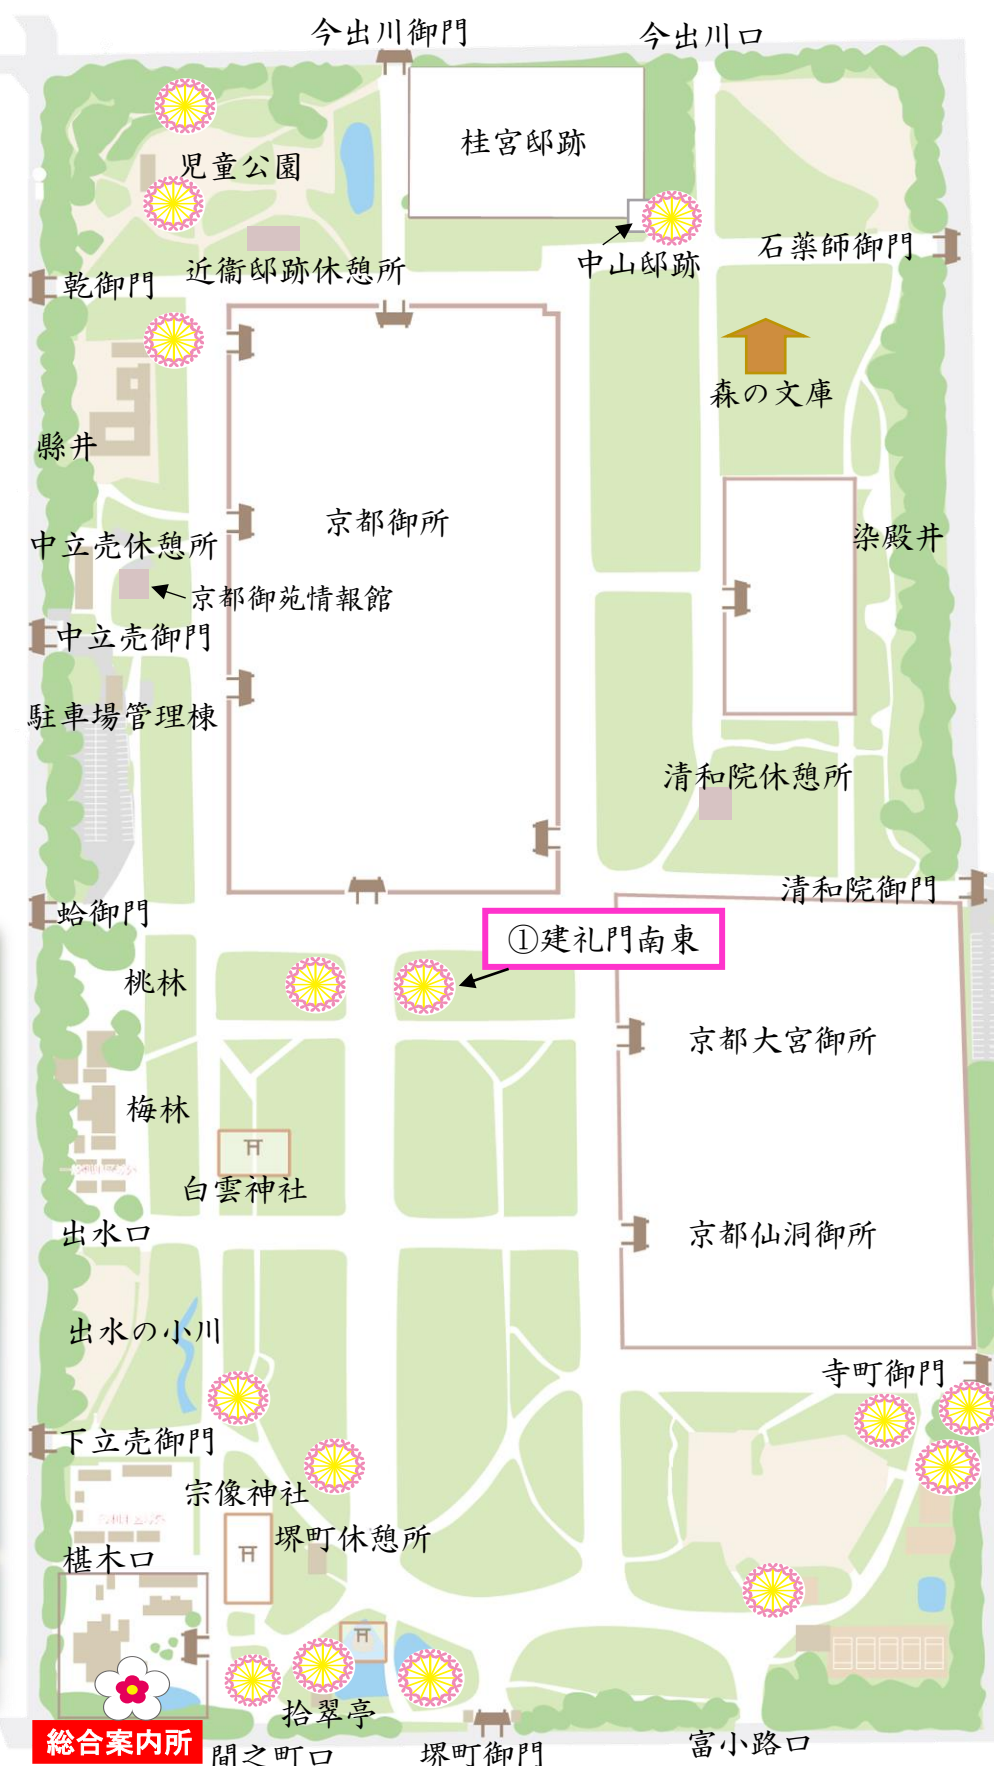 今出川御門
今出川口
桂宮邸跡
児童公園
石薬師御門
中山邸跡
近衞邸跡休憩所
乾御門
森の文庫
縣井
京都御所
染殿井
中立売休憩所
京都御苑情報館
中立売御門
駐車場管理棟
清和院休憩所
清和院御門
蛤御門
①建礼門南東
桃林
京都大宮御所
梅林
白雲神社
出水口
京都仙洞御所
出水の小川
寺町御門
下立売御門
宗像神社
堺町休憩所
椹木口
拾翠亭
総合案内所
間之町口
堺町御門
富小路口